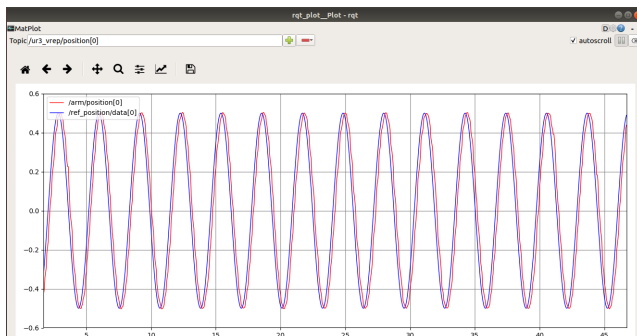 rqt_plot__Plot - rqt
MatPlot
D
Topic /ur3_vrep/position[0]
autoscroll
/arm/position[0]
/ref_position/data[0]
0.6
0.4
0.2
0.0
−0.2
−0.4
−0.6
5 10 15 20 25 30 35 40 45